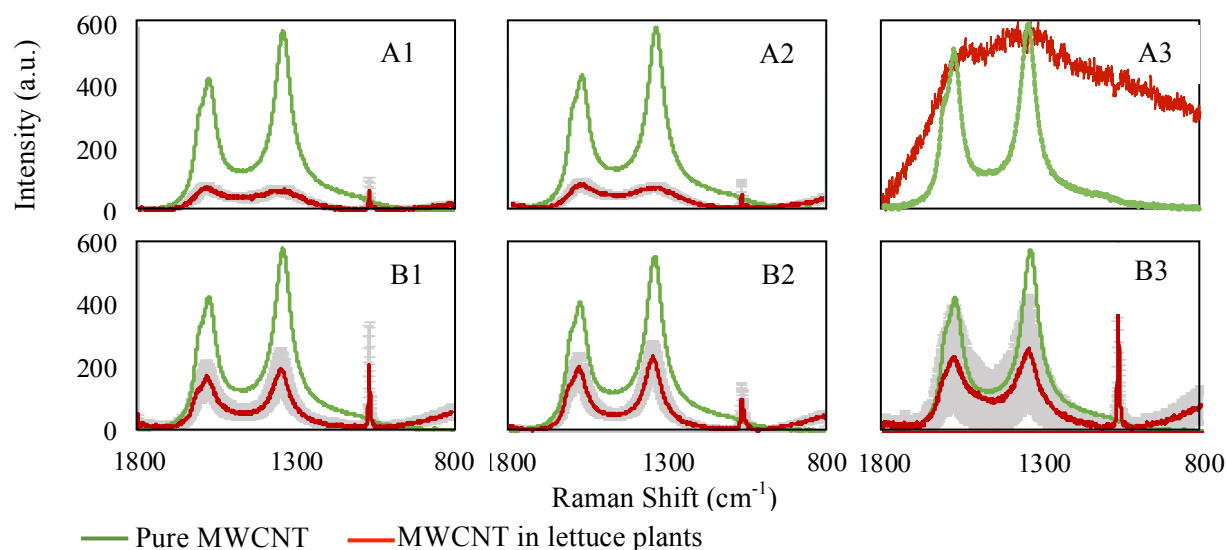 Intensity (a.u.)
600
400
200
0
A1
A2
A3
600
400
200
0
B1
B2
B3
1800
1300
800
1800
1300
800
1800
1300
800
Raman Shift (cm⁻¹)
Pure MWCNT
MWCNT in lettuce plants